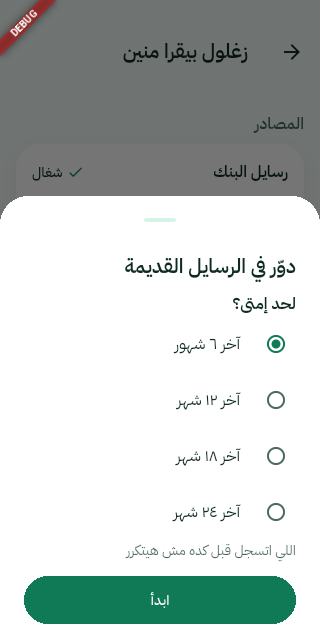 DEBUG
زغلول بيقرا منين
المصادر
رسايل البنك
شغال
دوّر في الرسايل القديمة
لحد إمتى؟
آخر ٦ شهور
آخر ١٢ شهر
آخر ١٨ شهر
آخر ٢٤ شهر
اللي اتسجل قبل كده مش هيتكرر
ابدأ